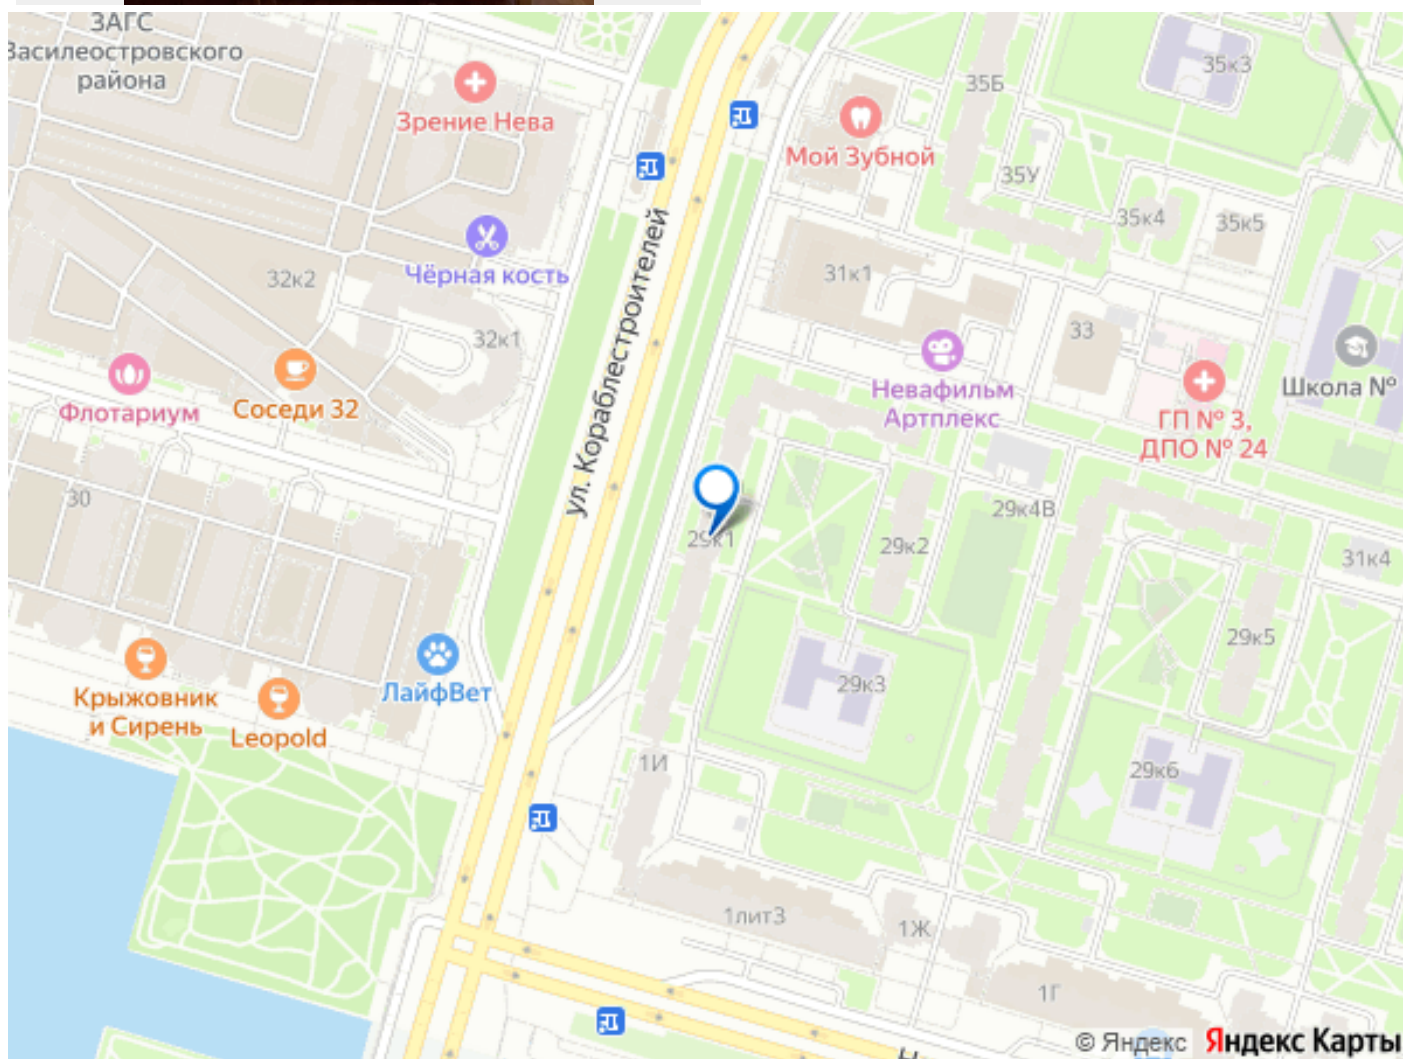 ЗАГС
Василеостровского
района
Зрение Нева
Мой Зубной
35Б
35к3
35У
35к4
35к5
Чёрная кость
32к2
32к1
31к1
33
ул. Кораблестроителей
Невафильм
Артплекс
Школа №
ГП № 3,
ДПО № 24
Флотариум
Соседи 32
30
29к1
29к2
29к4В
31к4
29к5
29к3
29к6
Крыжовник
и Сирень
Leopold
ЛайфВет
1И
1лит3
1Ж
1Г
© Яндекс Яндекс Карты